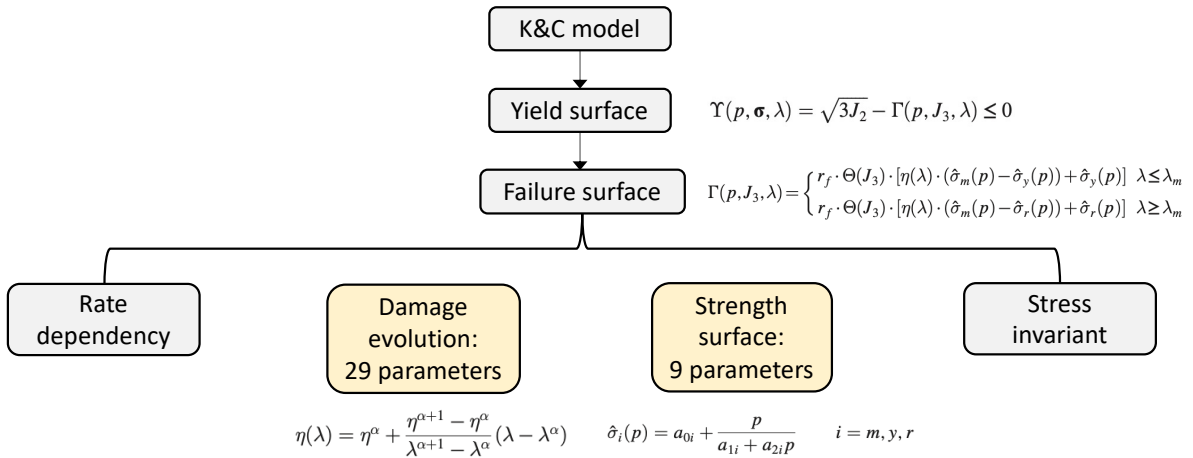 K&C model
Yield surface
ϒ(p, σ, λ) = √3J₂ − Γ(p, J₃, λ) ≤ 0
Failure surface
Γ(p,J₃,λ) = { r_f · Θ(J₃) · [η(λ) · (σ̂_m(p) − σ̂_y(p)) + σ̂_y(p)] λ ≤ λ_m
r_f · Θ(J₃) · [η(λ) · (σ̂_m(p) − σ̂_r(p)) + σ̂_r(p)] λ ≥ λ_m
Rate
dependency
Damage
evolution:
29 parameters
Strength
surface:
9 parameters
Stress
invariant
η(λ) = η^α + (η^(α+1) − η^α)/(λ^(α+1) − λ^α) (λ − λ^α)
σ̂_i(p) = a_0i + p/(a_1i + a_2i p) i = m, y, r